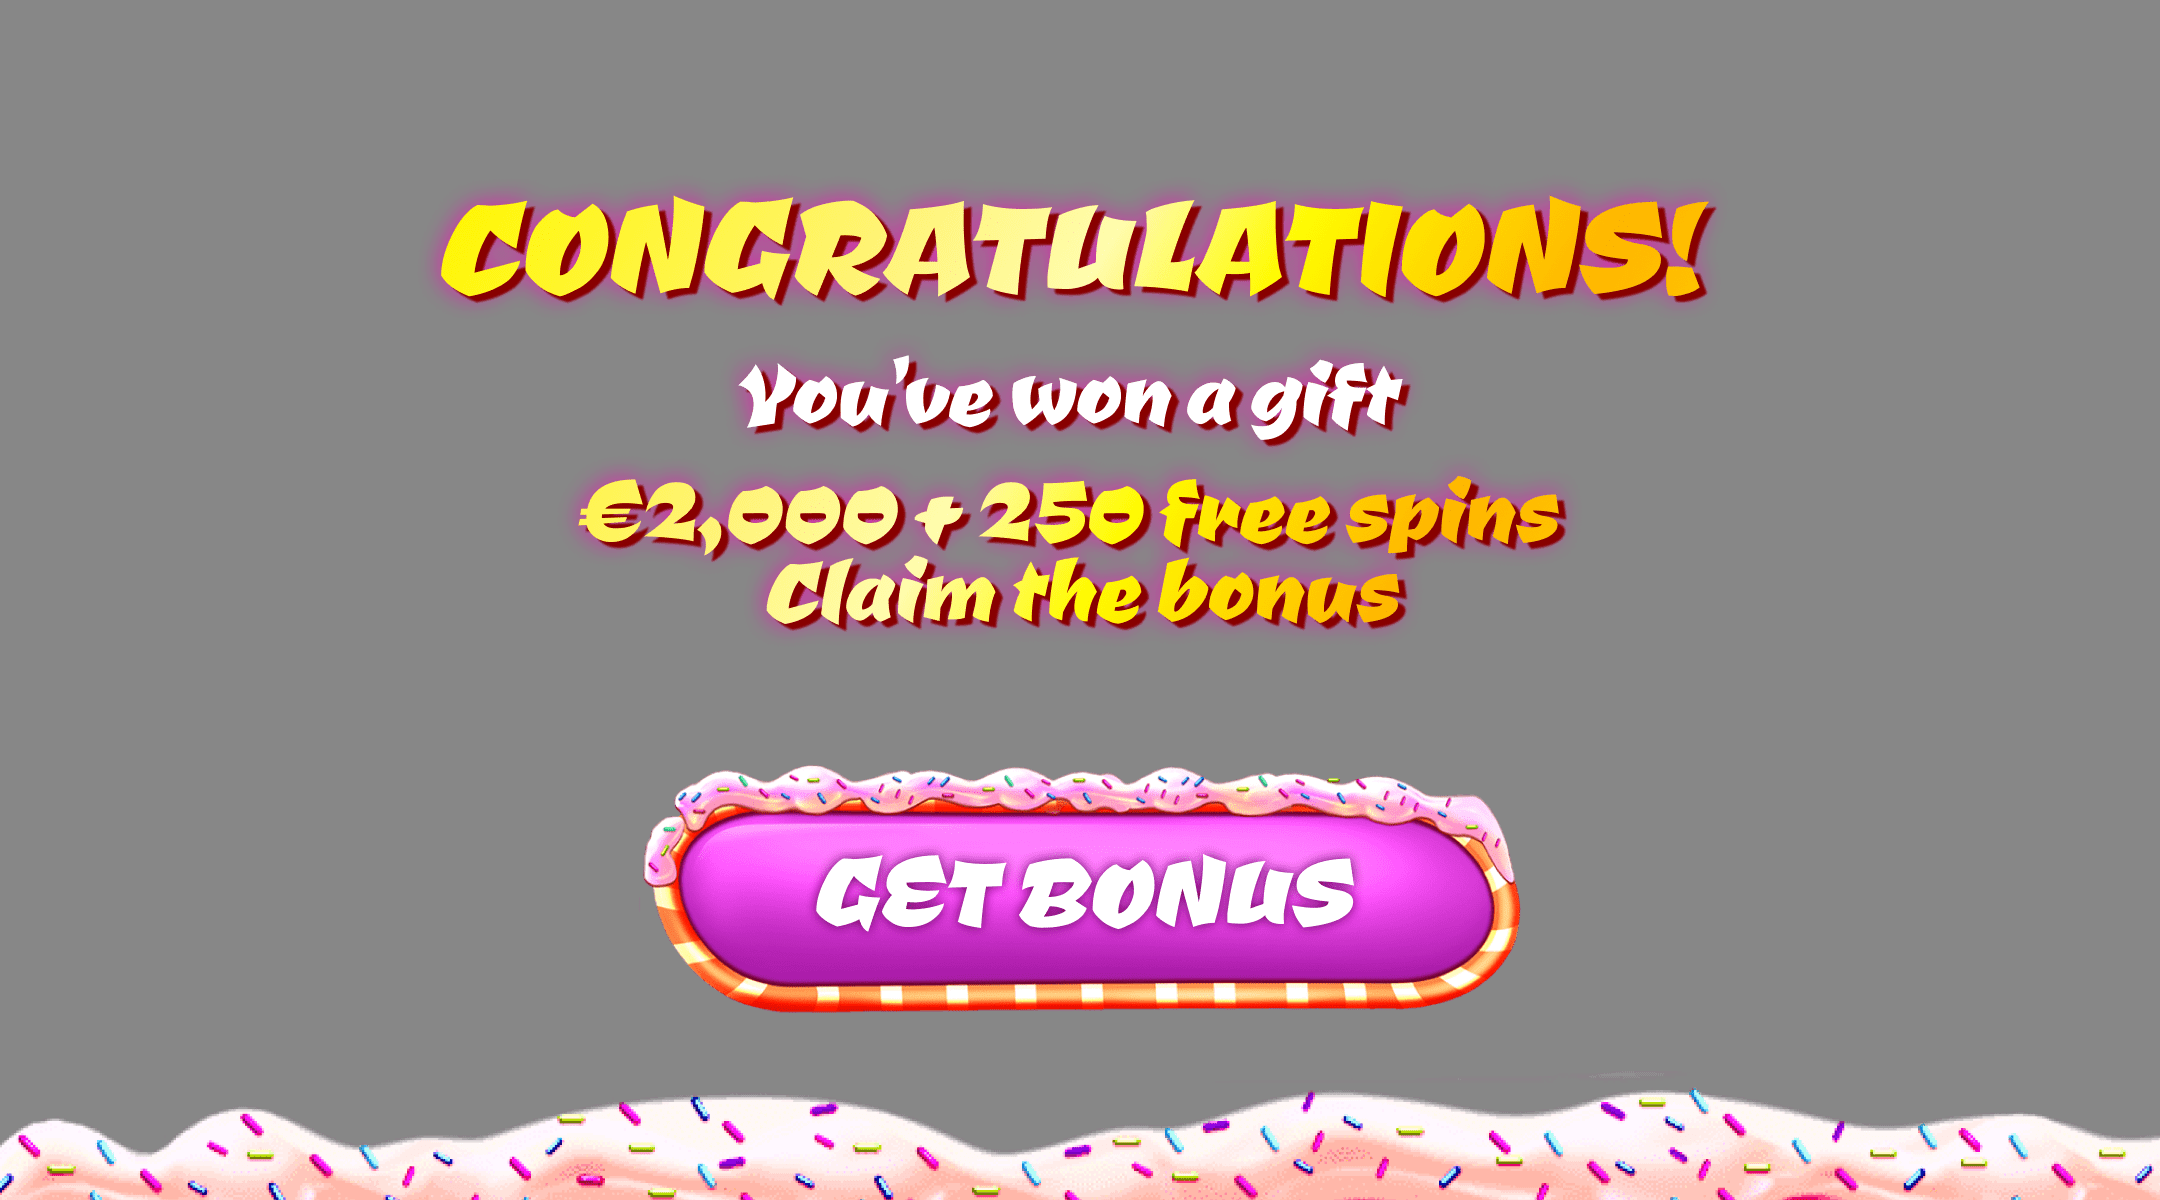 CONGRATULATIONS!
You've won a gift
€2,000 + 250 free spins
Claim the bonus
GET BONUS